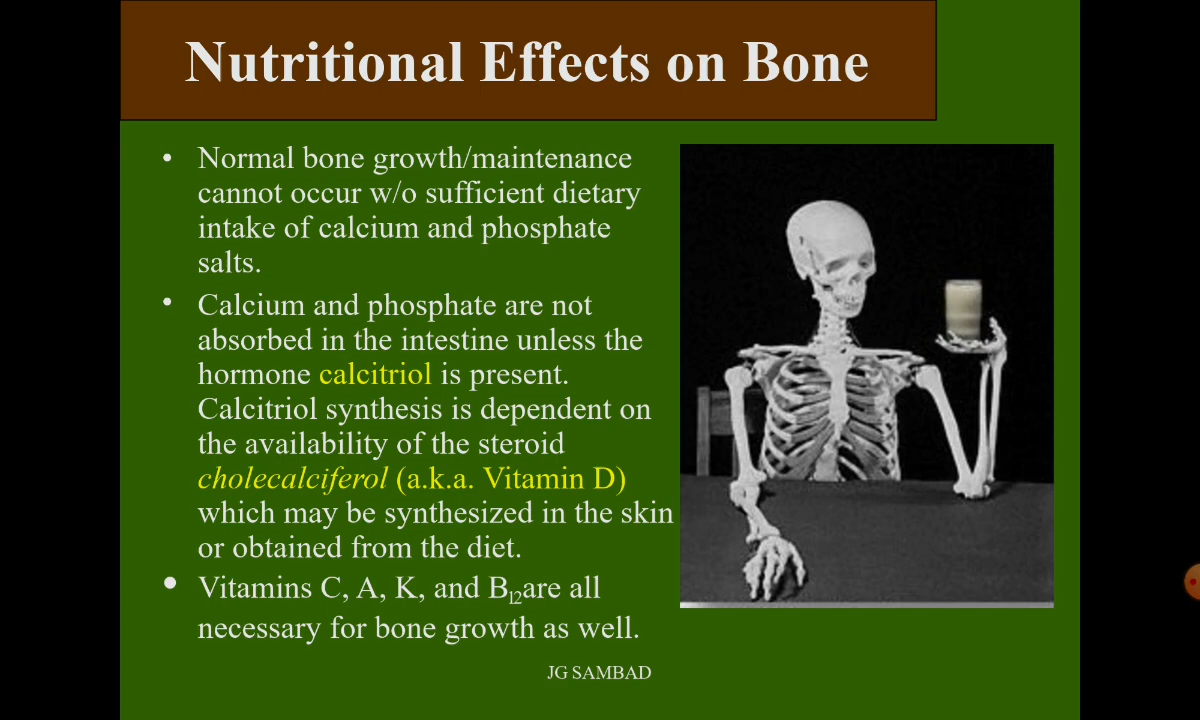 Nutritional Effects on Bone
• Normal bone growth/maintenance
cannot occur w/o sufficient dietary
intake of calcium and phosphate
salts.
• Calcium and phosphate are not
absorbed in the intestine unless the
hormone calcitriol is present.
Calcitriol synthesis is dependent on
the availability of the steroid
cholecalciferol (a.k.a. Vitamin D)
which may be synthesized in the skin
or obtained from the diet.
• Vitamins C, A, K, and B12are all
necessary for bone growth as well.
JG SAMBAD